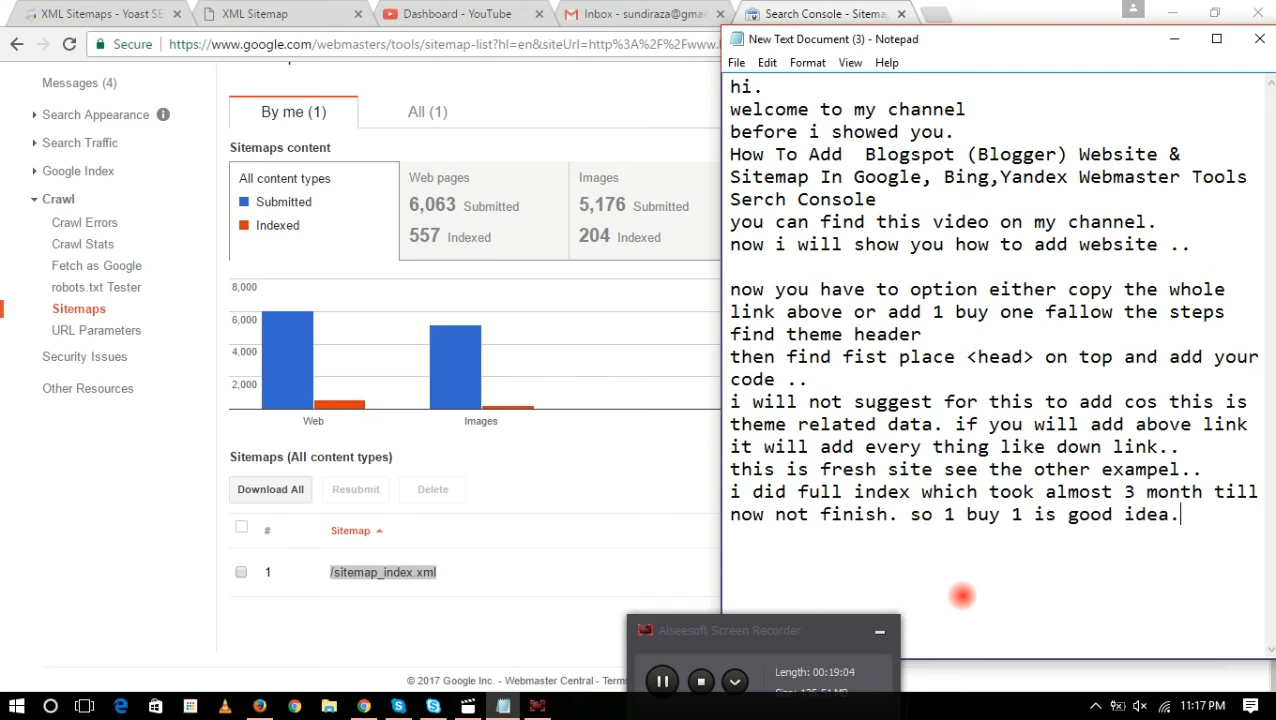 XML Sitemaps - Yoast SE
XML Sitemap
Dashboard - YouTube
Inbox - sundiraza@gmai
Search Console - Sitema
Secure
https://www.google.com/webmasters/tools/sitemap-list?hl=en&siteUrl=http%3A%2F%2Fwww.
New Text Document (3) - Notepad
File Edit Format View Help
Messages (4)
Search Appearance
Search Traffic
Google Index
Crawl
Crawl Errors
Crawl Stats
Fetch as Google
robots.txt Tester
Sitemaps
URL Parameters
Security Issues
Other Resources
By me (1)
All (1)
Sitemaps content
All content types
Submitted
Indexed
Web pages
6,063 Submitted
557 Indexed
Images
5,176 Submitted
204 Indexed
8,000
6,000
4,000
2,000
Web
Images
Sitemaps (All content types)
Download All
Resubmit
Delete
#
Sitemap
1
/sitemap_index.xml
© 2017 Google Inc. - Webmaster Central - Terms
hi.
welcome to my channel
before i showed you.
How To Add  Blogspot (Blogger) Website &
Sitemap In Google, Bing,Yandex Webmaster Tools
Serch Console
you can find this video on my channel.
now i will show you how to add website ..
now you have to option either copy the whole
link above or add 1 buy one fallow the steps
find theme header
then find fist place <head> on top and add your
code ..
i will not suggest for this to add cos this is
theme related data. if you will add above link
it will add every thing like down link..
this is fresh site see the other exampel..
i did full index which took almost 3 month till
now not finish. so 1 buy 1 is good idea.
Aiseesoft Screen Recorder
Length: 00:19:04
11:17 PM